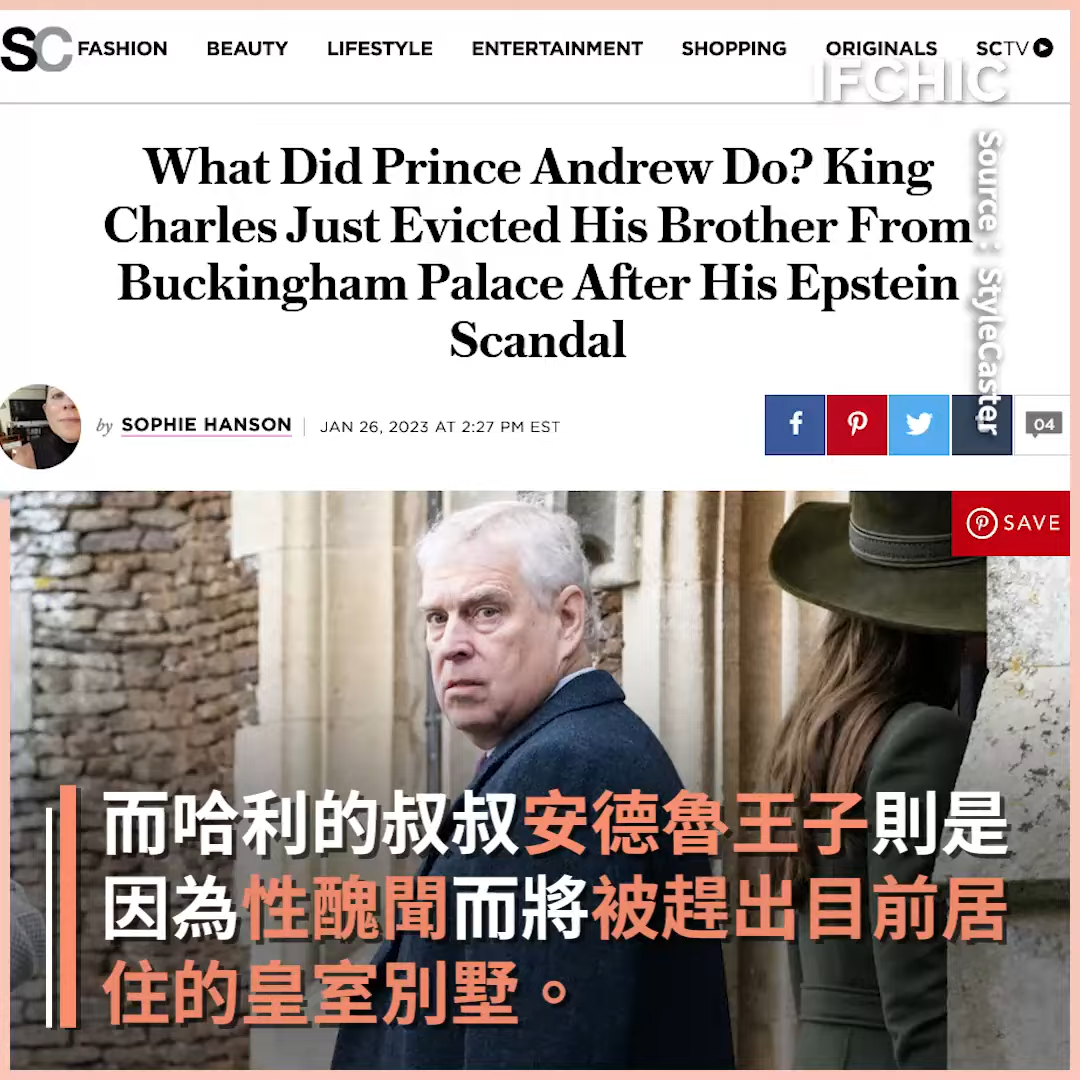 SC FASHION BEAUTY LIFESTYLE ENTERTAINMENT SHOPPING ORIGINALS SCTV
IFCHIC
Source：StyleCaster
What Did Prince Andrew Do? King
Charles Just Evicted His Brother From
Buckingham Palace After His Epstein
Scandal
by SOPHIE HANSON | JAN 26, 2023 AT 2:27 PM EST
04
SAVE
而哈利的叔叔安德魯王子則是
因為性醜聞而將被趕出目前居
住的皇室別墅。